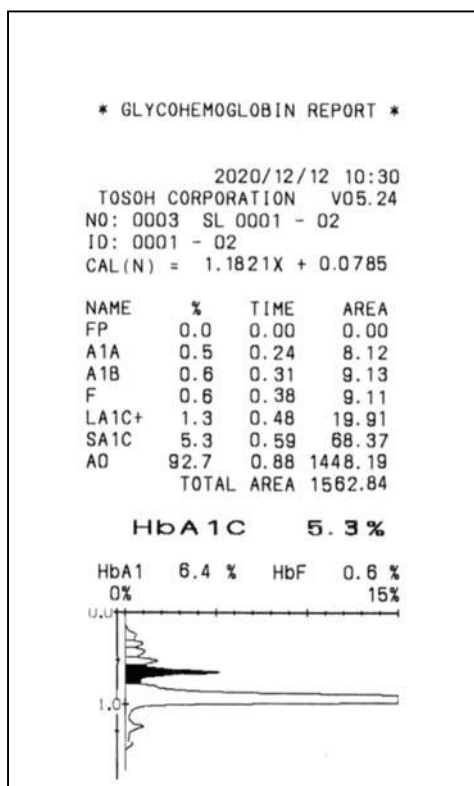 * GLYCOHEMOGLOBIN REPORT *
2020/12/12 10:30
TOSOH CORPORATION V05.24
NO: 0003 SL 0001 - 02
ID: 0001 - 02
CAL(N) = 1.1821X + 0.0785
NAME % TIME AREA
FP 0.0 0.00 0.00
A1A 0.5 0.24 8.12
A1B 0.6 0.31 9.13
F 0.6 0.38 9.11
LA1C+ 1.3 0.48 19.91
SA1C 5.3 0.59 68.37
A0 92.7 0.88 1448.19
TOTAL AREA 1562.84
HbA1C 5.3%
HbA1 6.4 % HbF 0.6 %
0% 15%
0.0
1.0